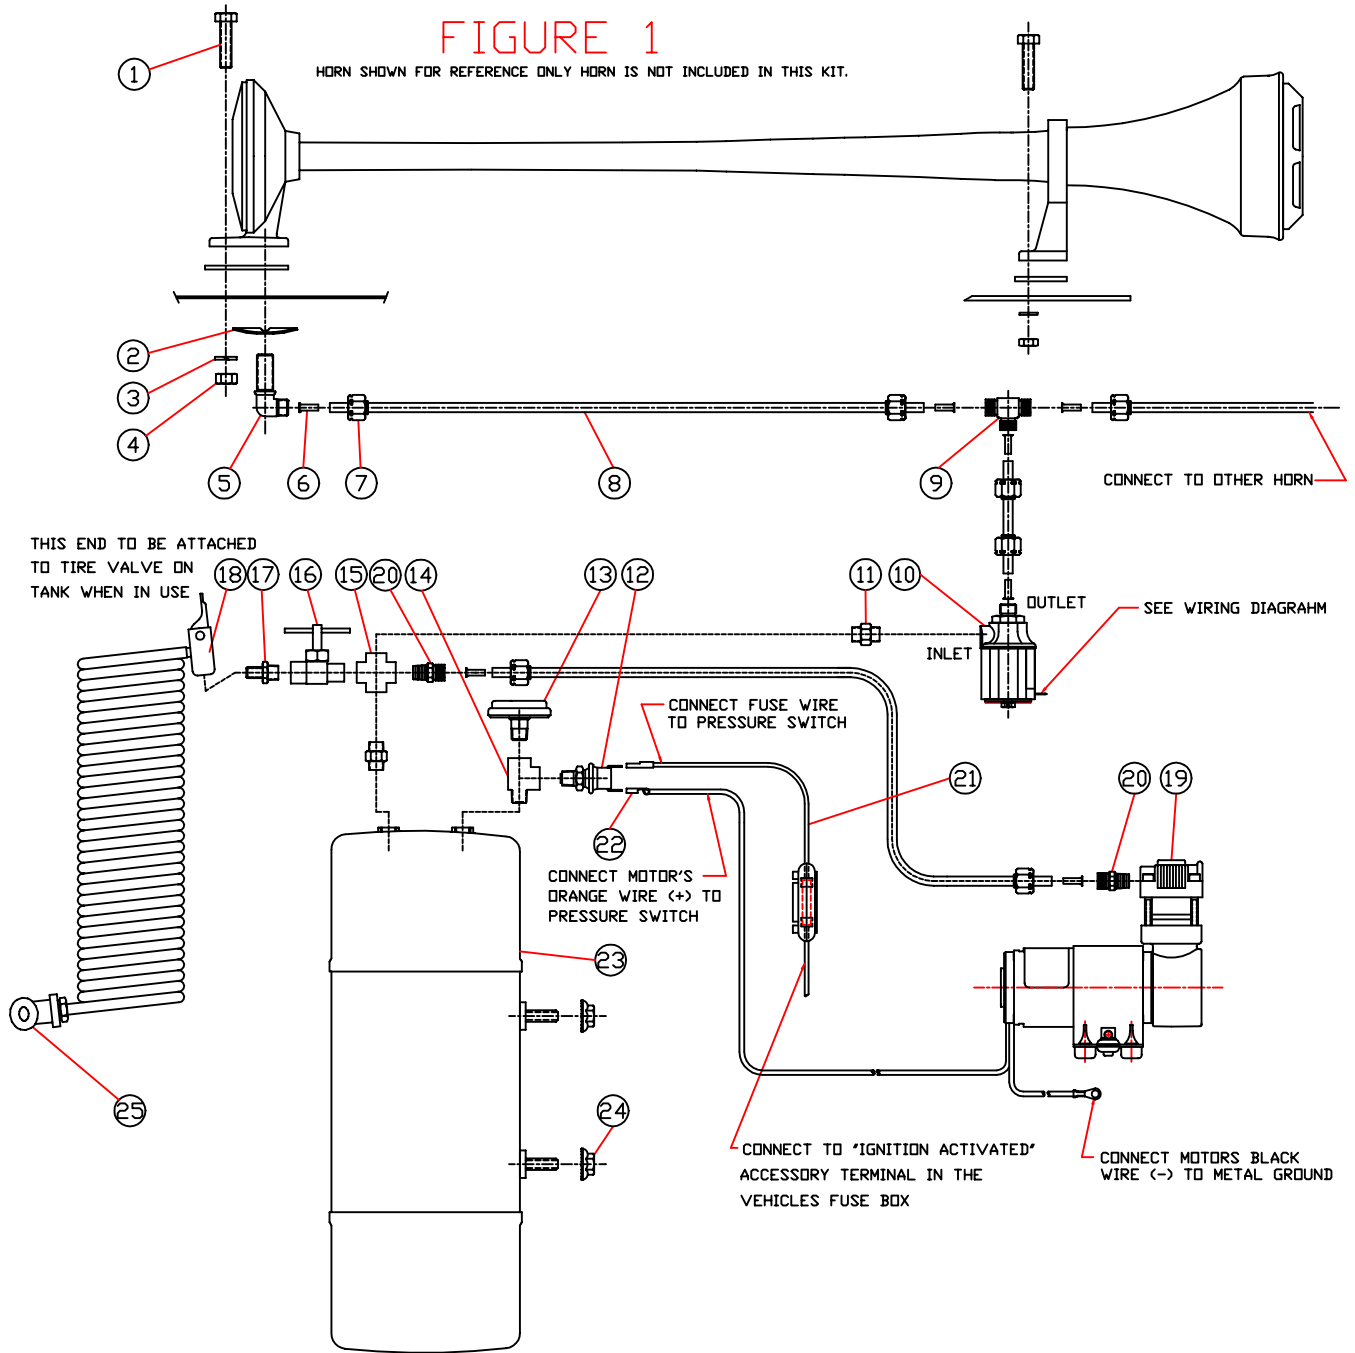 FIGURE 1
HORN SHOWN FOR REFERENCE ONLY HORN IS NOT INCLUDED IN THIS KIT.
1
2
3
4
5
6
7
8
9
CONNECT TO OTHER HORN
THIS END TO BE ATTACHED
TO TIRE VALVE ON
TANK WHEN IN USE
18
17
16
15
20
14
13
12
11
10
OUTLET
INLET
SEE WIRING DIAGRAHM
CONNECT FUSE WIRE
TO PRESSURE SWITCH
21
20
19
22
CONNECT MOTOR'S
ORANGE WIRE (+) TO
PRESSURE SWITCH
23
25
24
CONNECT TO "IGNITION ACTIVATED"
ACCESSORY TERMINAL IN THE
VEHICLES FUSE BOX
CONNECT MOTORS BLACK
WIRE (-) TO METAL GROUND